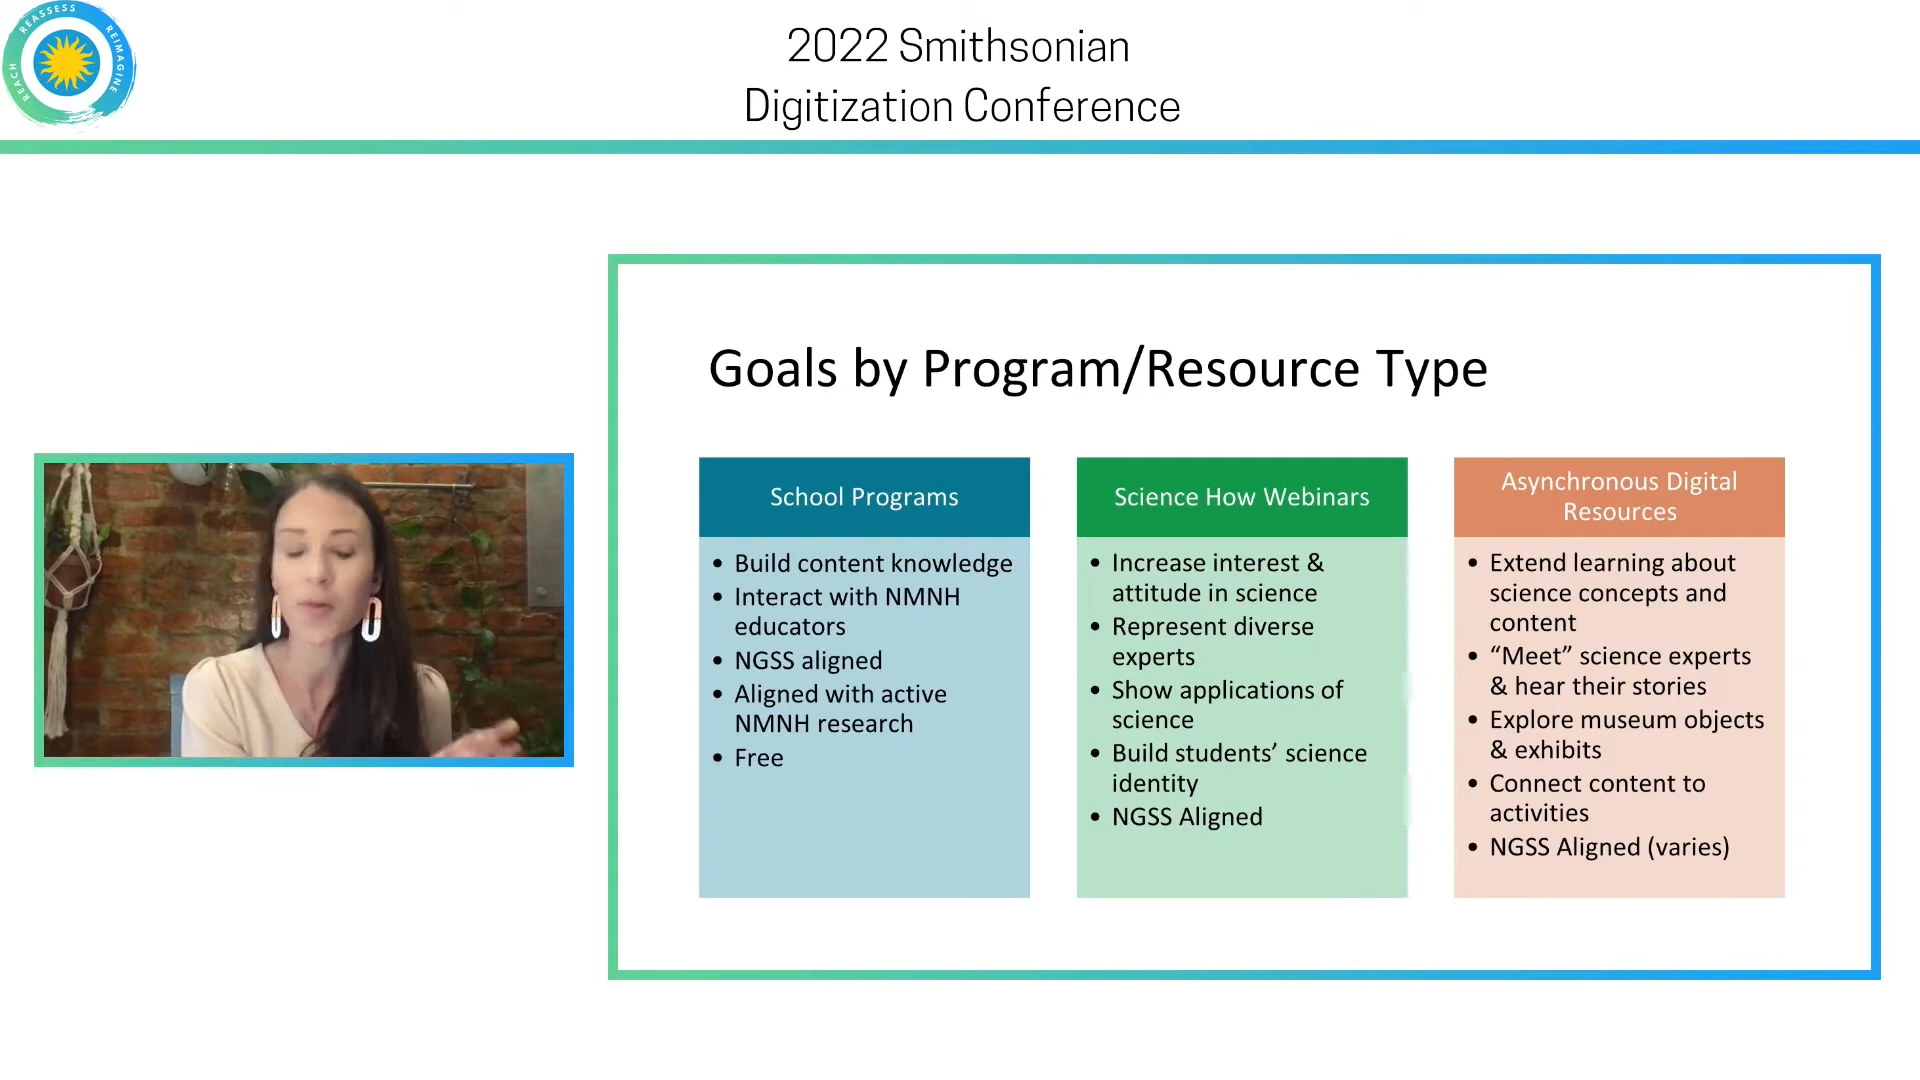 REACH
REASSESS
REIMAGINE
2022 Smithsonian
Digitization Conference
Goals by Program/Resource Type
School Programs
• Build content knowledge
• Interact with NMNH
educators
• NGSS aligned
• Aligned with active
NMNH research
• Free
Science How Webinars
• Increase interest &
attitude in science
• Represent diverse
experts
• Show applications of
science
• Build students’ science
identity
• NGSS Aligned
Asynchronous Digital
Resources
• Extend learning about
science concepts and
content
• “Meet” science experts
& hear their stories
• Explore museum objects
& exhibits
• Connect content to
activities
• NGSS Aligned (varies)